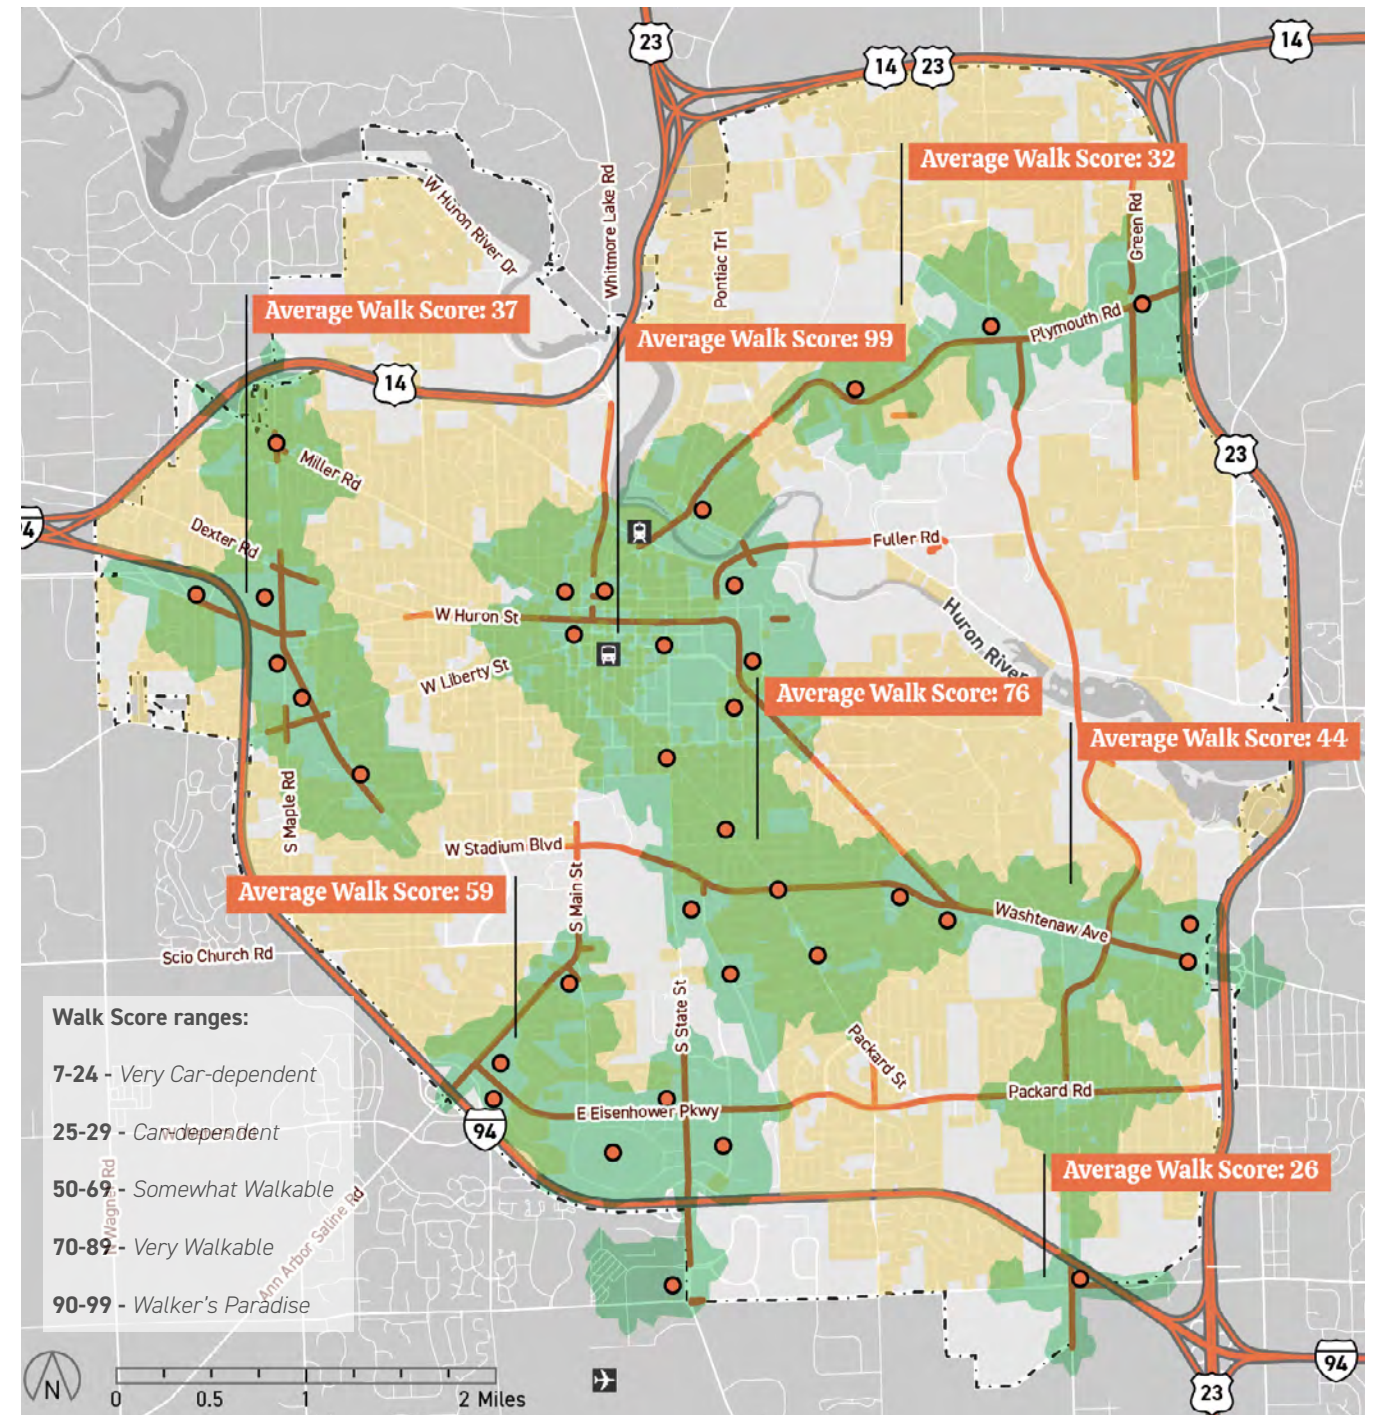 23
14
14
23
Average Walk Score: 32
Whitmore Lake Rd
W Huron River Dr
Green Rd
Pontiac Trl
Average Walk Score: 37
Average Walk Score: 99
Plymouth Rd
14
23
Miller Rd
4
Dexter Rd
Fuller Rd
W Huron St
Huron River
W Liberty St
Average Walk Score: 76
Average Walk Score: 44
S Maple Rd
W Stadium Blvd
Average Walk Score: 59
S Main St
Washtenaw Ave
Scio Church Rd
S State St
Packard St
Packard Rd
E Eisenhower Pkwy
94
Average Walk Score: 26
Walk Score ranges:
7-24 - Very Car-dependent
25-29 - Car-dependent
50-69 - Somewhat Walkable
70-89 - Very Walkable
90-99 - Walker's Paradise
Wagner Rd
Ann Arbor Saline Rd
N
0
0.5
1
2 Miles
94
23